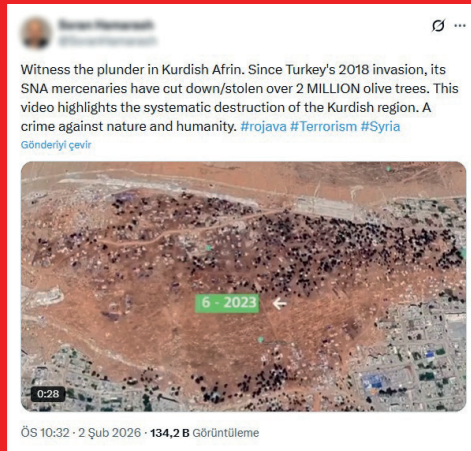 Witness the plunder in Kurdish Afrin. Since Turkey's 2018 invasion, its
SNA mercenaries have cut down/stolen over 2 MILLION olive trees. This
video highlights the systematic destruction of the Kurdish region. A
crime against nature and humanity. #rojava #Terrorism #Syria
Gönderiyi çevir
6 - 2023
0:28
ÖS 10:32 · 2 Şub 2026 · 134,2 B Görüntüleme